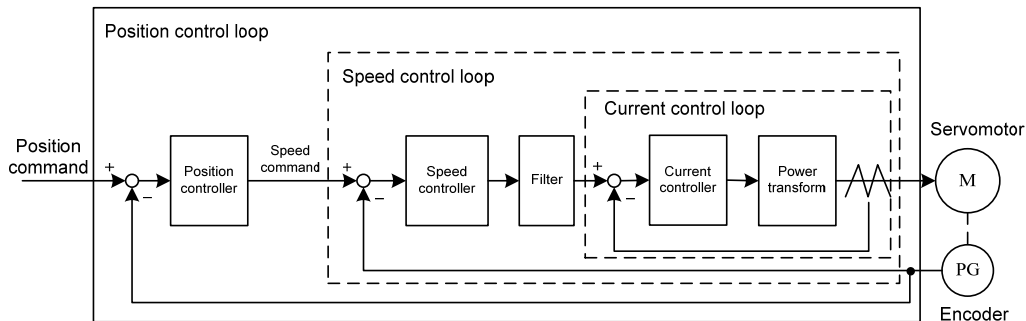 Position control loop
Speed control loop
Current control loop
Servomotor
Position
command
+
−
Position
controller
Speed
command
+
−
Speed
controller
Filter
+
−
Current
controller
Power
transform
M
PG
Encoder